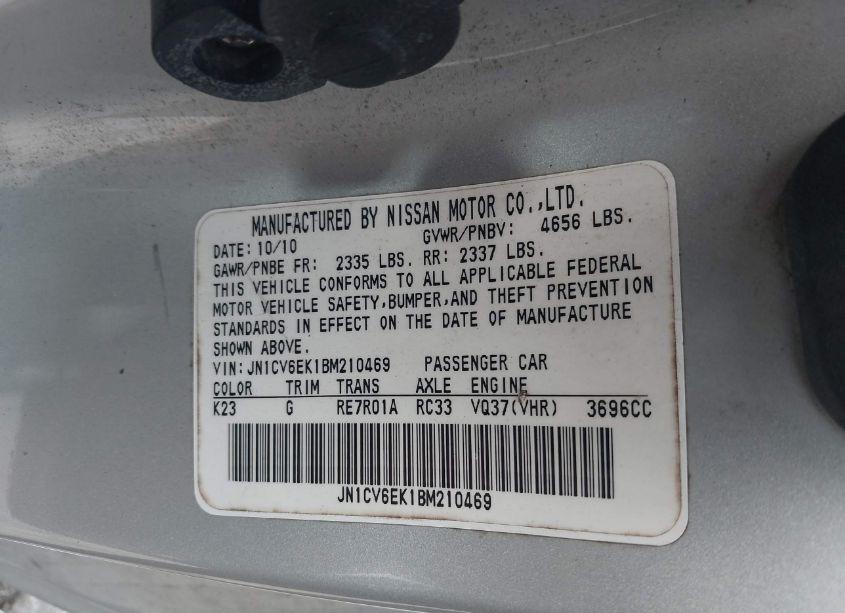 MANUFACTURED BY NISSAN MOTOR CO.,LTD.
DATE: 10/10 GVWR/PNBV: 4656 LBS.
GAWR/PNBE FR: 2335 LBS. RR: 2337 LBS.
THIS VEHICLE CONFORMS TO ALL APPLICABLE FEDERAL
MOTOR VEHICLE SAFETY,BUMPER,AND THEFT PREVENTION
STANDARDS IN EFFECT ON THE DATE OF MANUFACTURE
SHOWN ABOVE.
VIN:JN1CV6EK1BM210469 PASSENGER CAR
COLOR TRIM TRANS AXLE ENGINE
K23 G RE7R01A RC33 VQ37(VHR) 3696CC
JN1CV6EK1BM210469